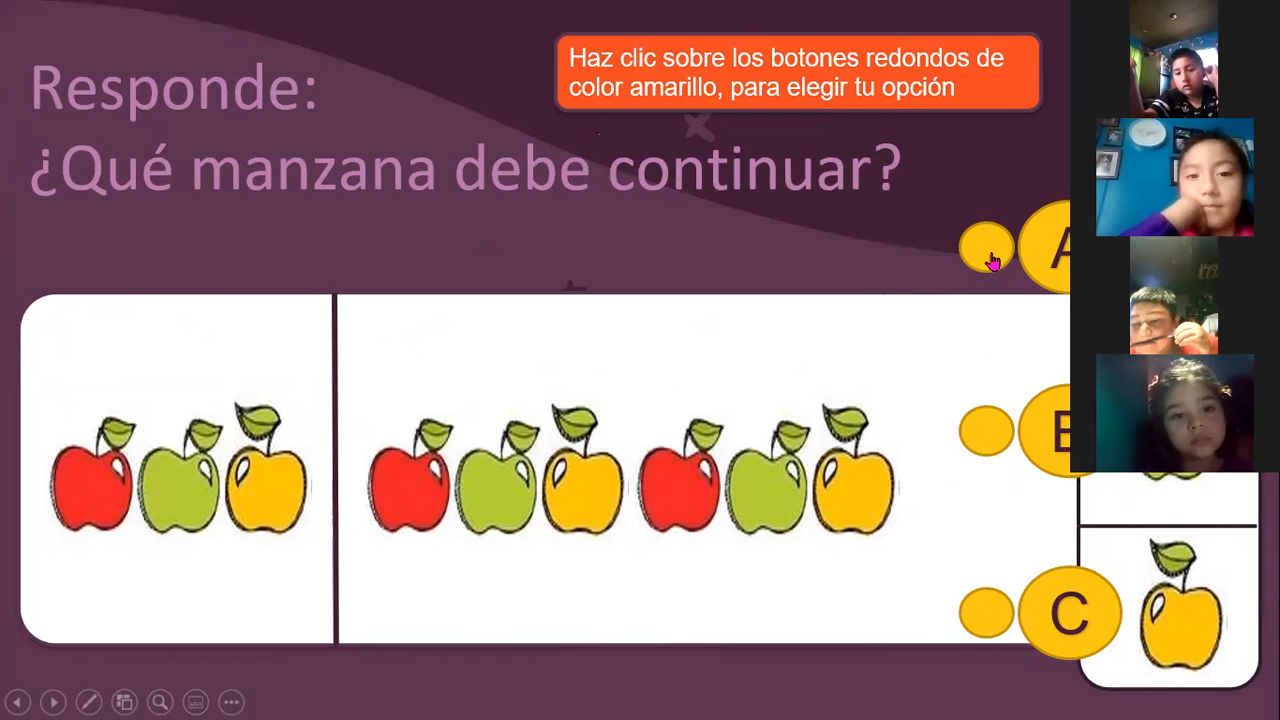 Responde:
¿Qué manzana debe continuar?
Haz clic sobre los botones redondos de
color amarillo, para elegir tu opción
A
B
C